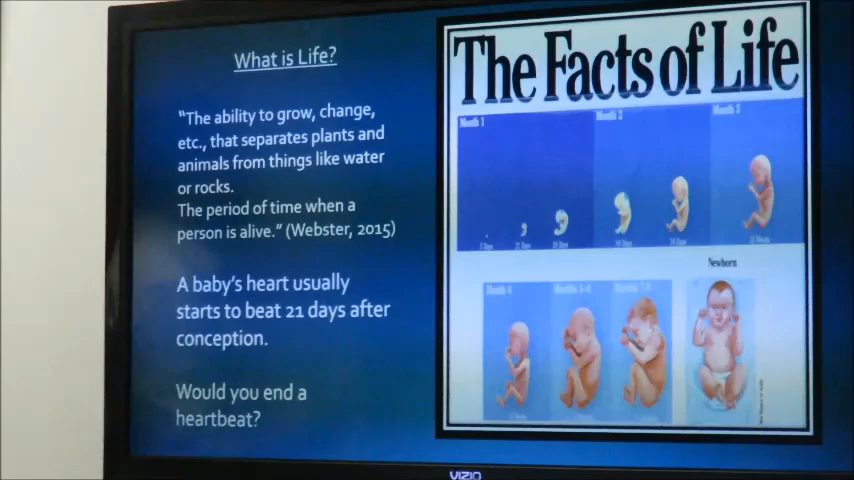 What is Life?
"The ability to grow, change,
etc., that separates plants and
animals from things like water
or rocks.
The period of time when a
person is alive." (Webster, 2015)
A baby's heart usually
starts to beat 21 days after
conception.
Would you end a
heartbeat?
The Facts of Life
Month 1
Month 2
Month 3
Newborn
Month 4
VIZIO